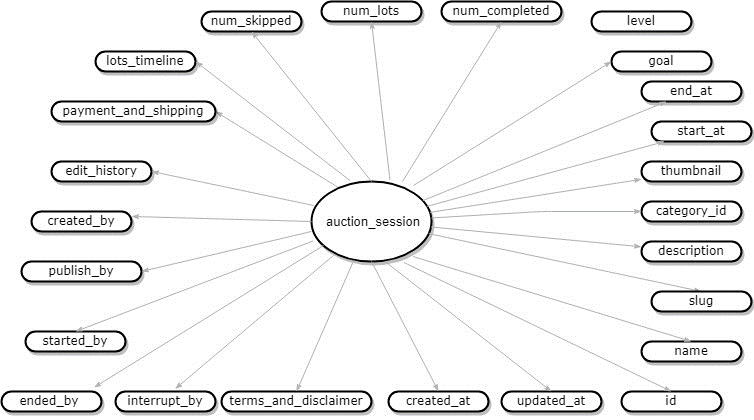 num_skipped
num_lots
num_completed
level
lots_timeline
goal
end_at
payment_and_shipping
start_at
edit_history
thumbnail
created_by
auction_session
category_id
description
publish_by
slug
started_by
name
ended_by
interrupt_by
terms_and_disclaimer
created_at
updated_at
id